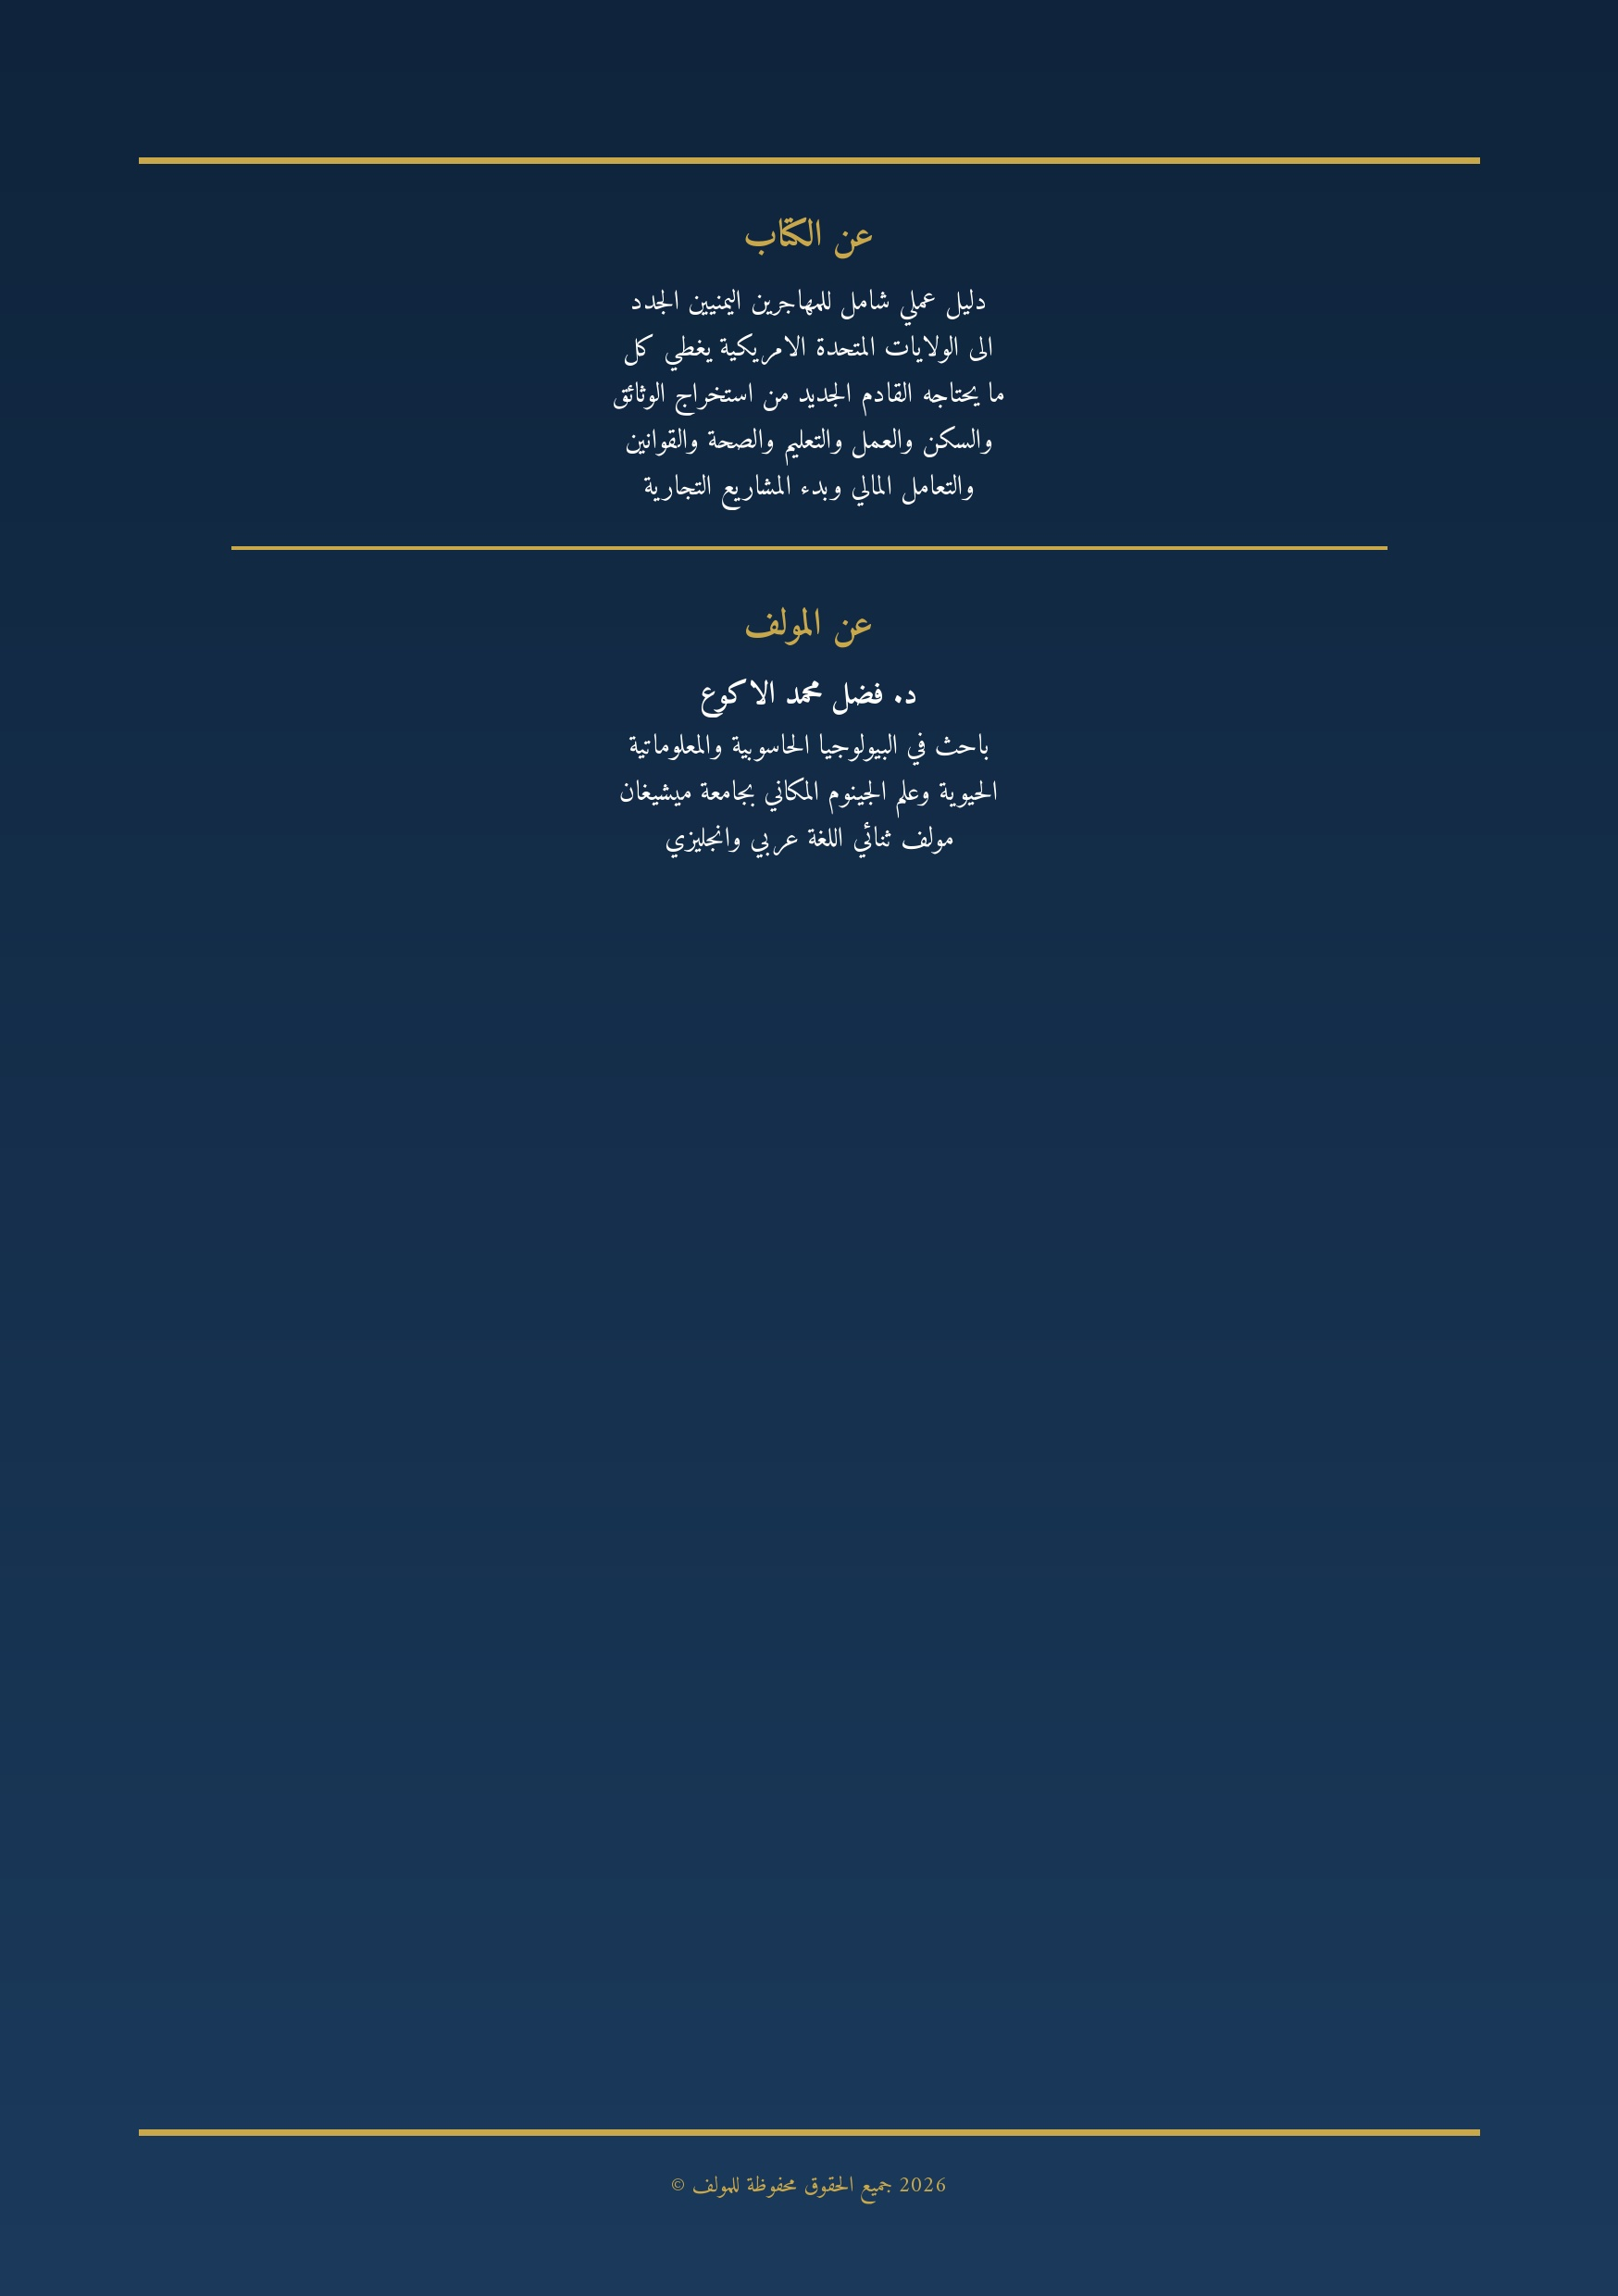 عن الكتاب
دليل عملي شامل للمهاجرين اليمنيين الجدد
الى الولايات المتحدة الامريكية يغطي كل
ما يحتاجه القادم الجديد من استخراج الوثائق
والسكن والعمل والتعليم والصحة والقوانين
والتعامل المالي وبدء المشاريع التجارية
عن المولف
د. فضل محمد الاكوع
باحث في البيولوجيا الحاسوبية والمعلوماتية
الحيوية وعلم الجينوم المكاني بجامعة ميشيغان
مولف ثنائي اللغة عربي وانجليزي
2026 جميع الحقوق محفوظة للمولف ©